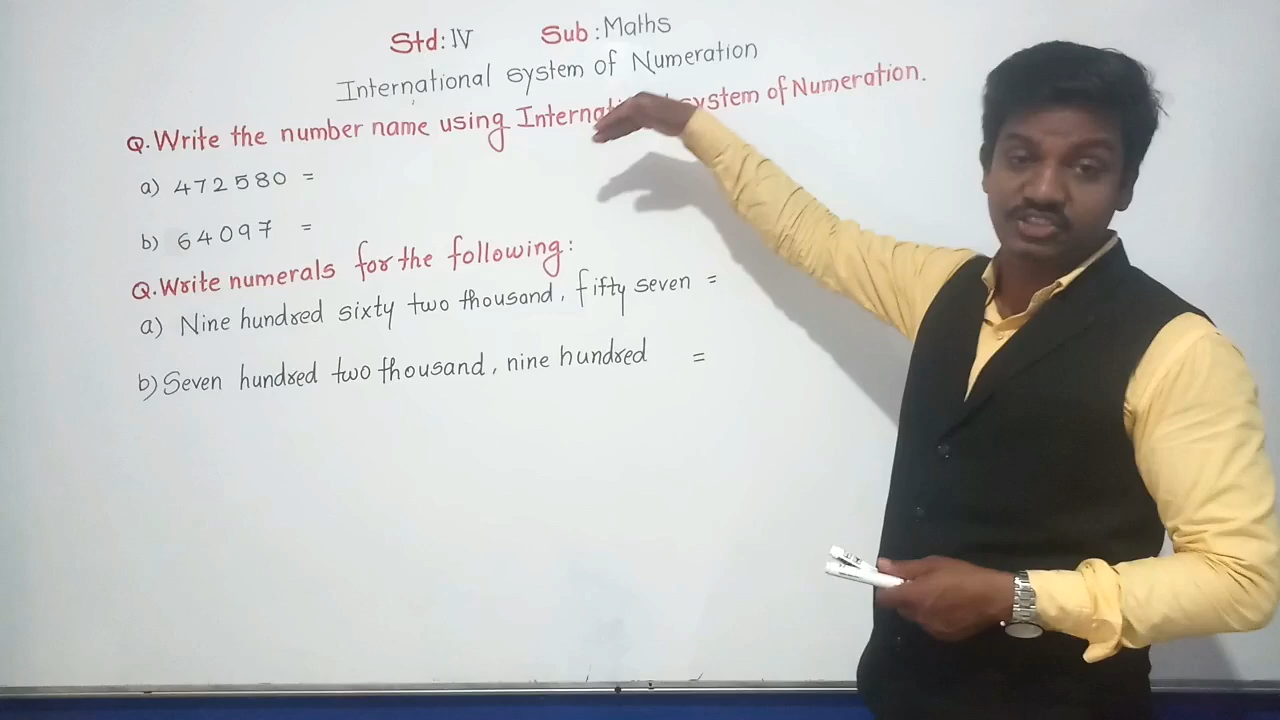 Std: IV Sub: Maths
International system of Numeration
Q. Write the number name using system of Numeration.
a) 472580 =
b) 64097 =
Q. Write numerals for the following:
a) Nine hundred sixty two thousand, fifty seven =
b) Seven hundred two thousand, nine hundred =